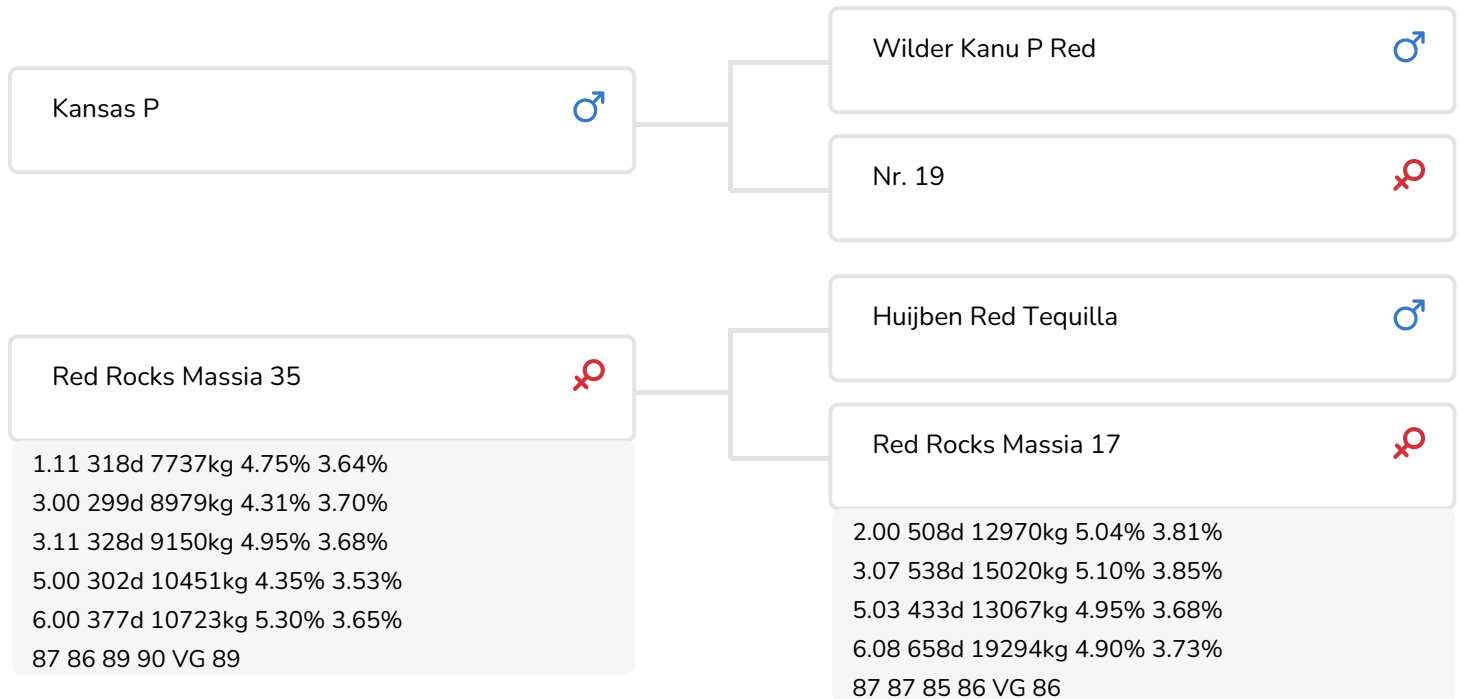 Kansas P
Wilder Kanu P Red
Nr. 19
Red Rocks Massia 35
1.11 318d 7737kg 4.75% 3.64%
3.00 299d 8979kg 4.31% 3.70%
3.11 328d 9150kg 4.95% 3.68%
5.00 302d 10451kg 4.35% 3.53%
6.00 377d 10723kg 5.30% 3.65%
87 86 89 90 VG 89
Huijben Red Tequilla
Red Rocks Massia 17
2.00 508d 12970kg 5.04% 3.81%
3.07 538d 15020kg 5.10% 3.85%
5.03 433d 13067kg 4.95% 3.68%
6.08 658d 19294kg 4.90% 3.73%
87 87 85 86 VG 86